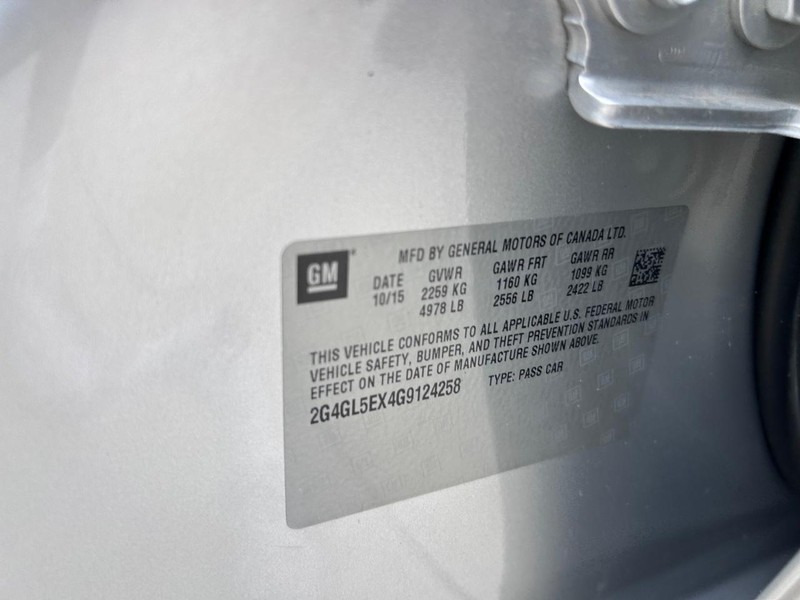 GM
MFD BY GENERAL MOTORS OF CANADA LTD.
DATE GVWR GAWR FRT GAWR RR
10/15 2259 KG 1160 KG 1099 KG
4978 LB 2556 LB 2422 LB
THIS VEHICLE CONFORMS TO ALL APPLICABLE U.S. FEDERAL MOTOR
VEHICLE SAFETY, BUMPER, AND THEFT PREVENTION STANDARDS IN
EFFECT ON THE DATE OF MANUFACTURE SHOWN ABOVE.
2G4GL5EX4G9124258 TYPE: PASS CAR